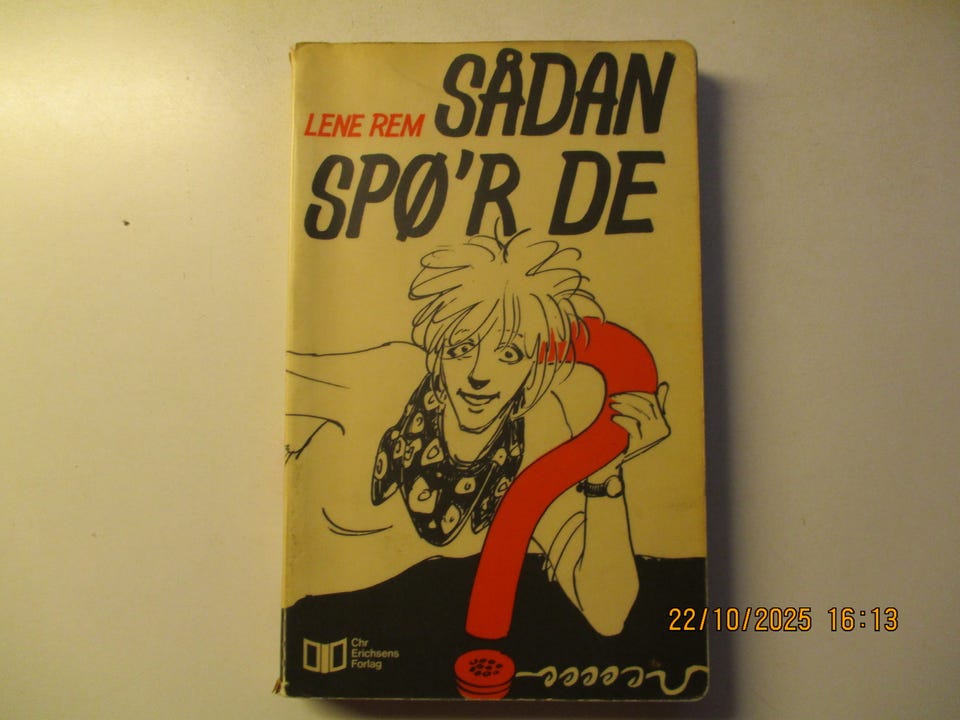 LENE REM SÅDAN
SPØ'R DE
Chr
Erichsens
Forlag
22/10/2025 16:13